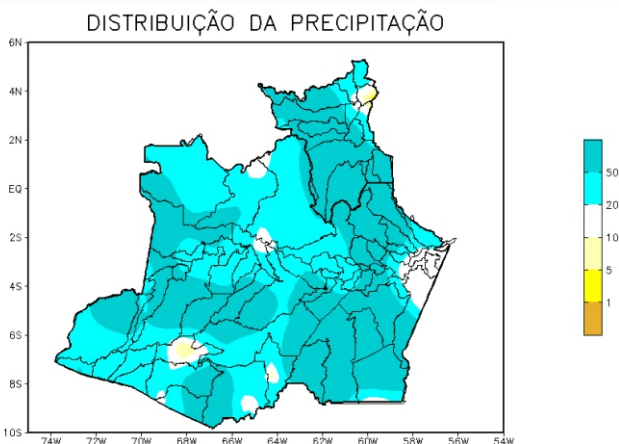 DISTRIBUIÇÃO DA PRECIPITAÇÃO
6N
4N
2N
EQ
2S
4S
6S
8S
10S
74W 72W 70W 68W 66W 64W 62W 60W 58W 56W 54W
50
20
10
5
1